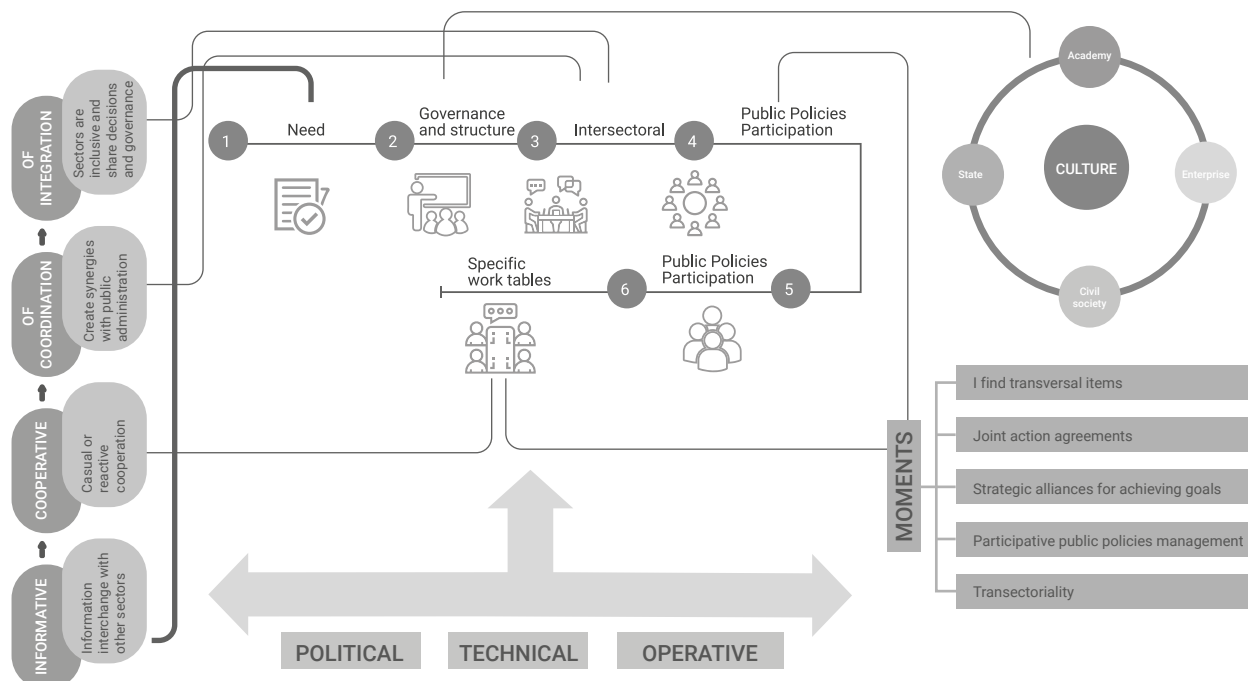 OF
INTEGRATION
Sectors are
inclusive and
share decisions
and governance
OF
COORDINATION
Create synergies
with public
administration
COOPERATIVE
Casual or
reactive
cooperation
INFORMATIVE
Information
interchange with
other sectors
1
Need
2
Governance
and structure
3
Intersectoral
4
Public Policies
Participation
Specific
work tables
6
Public Policies
Participation
5
POLITICAL
TECHNICAL
OPERATIVE
Academy
State
CULTURE
Enterprise
Civil
society
MOMENTS
I find transversal items
Joint action agreements
Strategic alliances for achieving goals
Participative public policies management
Transectoriality